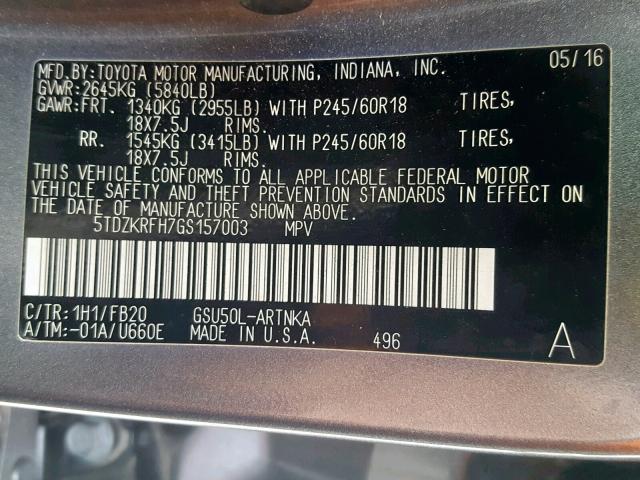 MFD.BY:TOYOTA MOTOR MANUFACTURING, INDIANA, INC. 05/16
GVWR:2645KG (5840LB)
GAWR:FRT. 1340KG (2955LB) WITH P245/60R18 TIRES,
18X7.5J RIMS.
RR. 1545KG (3415LB) WITH P245/60R18 TIRES,
18X7.5J RIMS.
THIS VEHICLE CONFORMS TO ALL APPLICABLE FEDERAL MOTOR
VEHICLE SAFETY AND THEFT PREVENTION STANDARDS IN EFFECT ON
THE DATE OF MANUFACTURE SHOWN ABOVE.
5TDZKRFH7GS157003 MPV
C/TR:1H1/FB20 GSU50L-ARTNKA
A/TM:-01A/U660E MADE IN U.S.A. 496 A